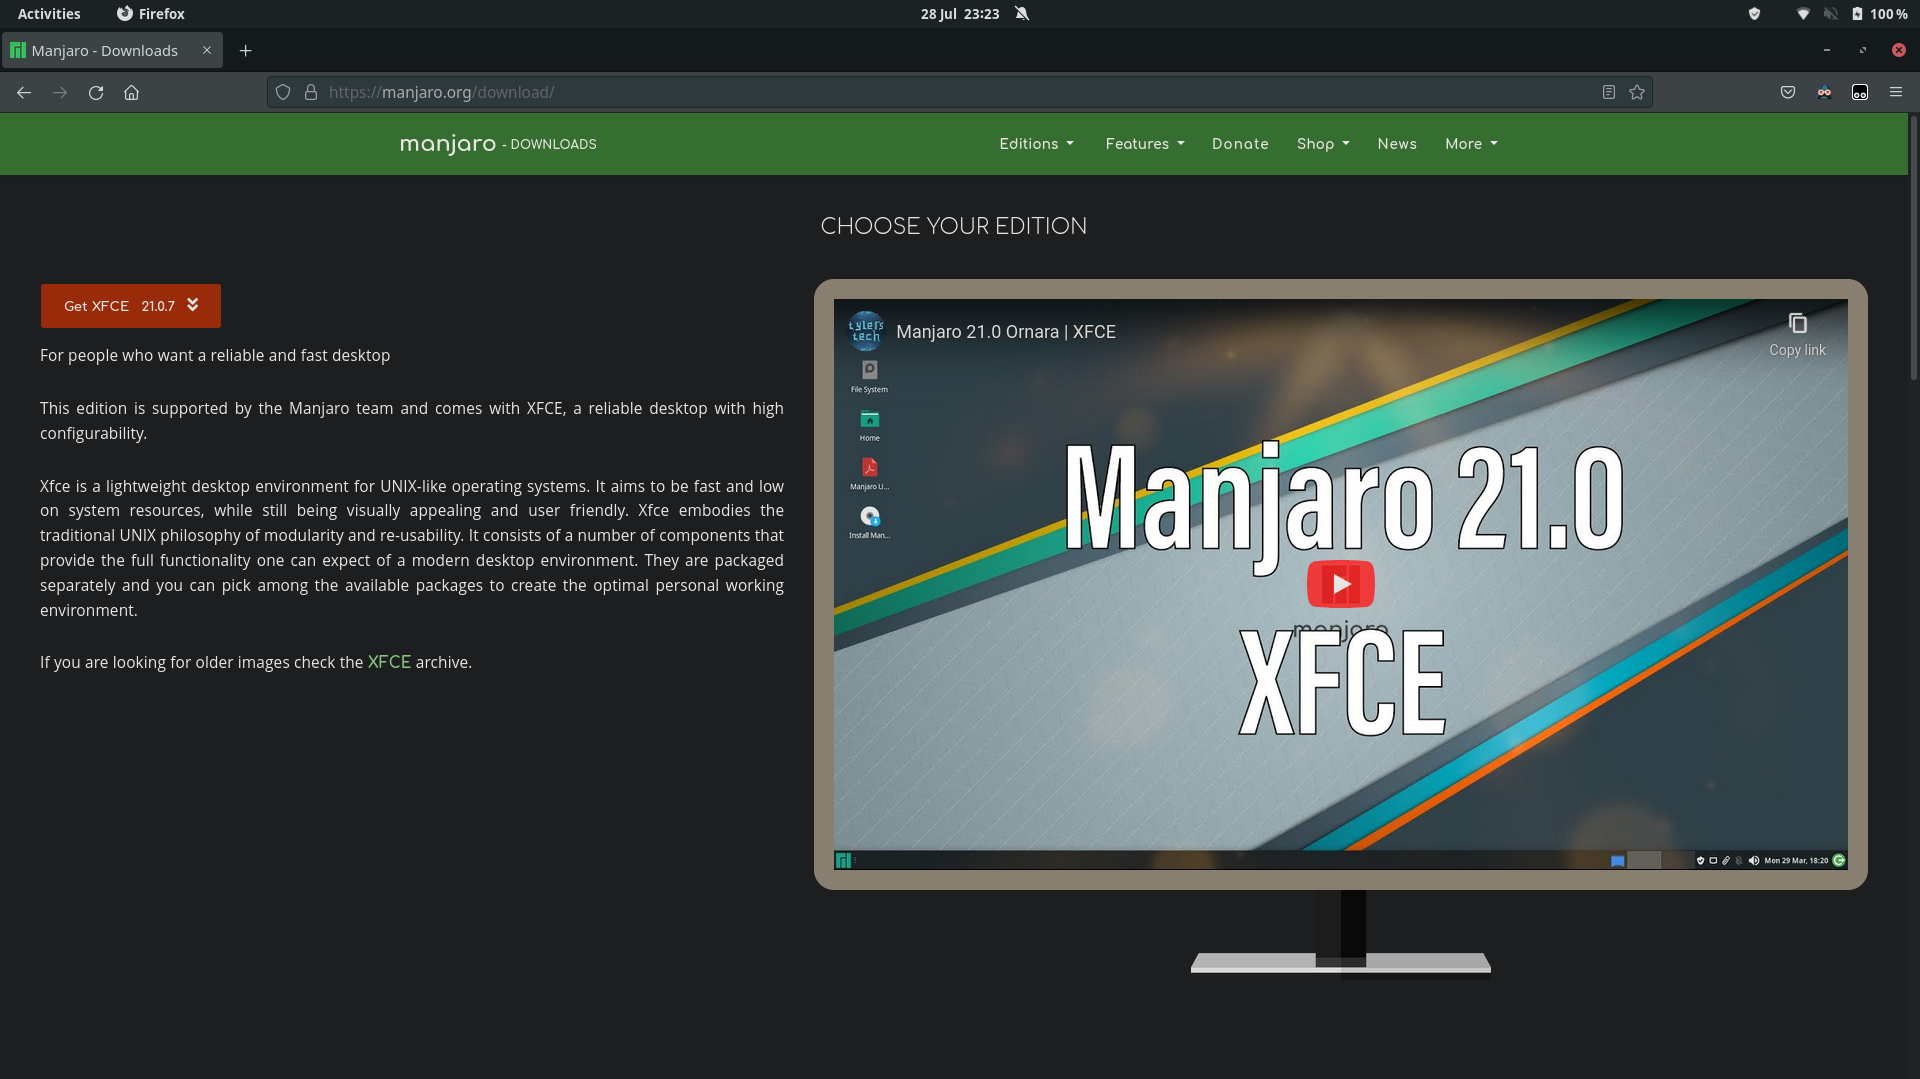 Activities
Firefox
28 Jul 23:23
100 %
Manjaro - Downloads
https://manjaro.org/download/
manjaro - DOWNLOADS
Editions
Features
Donate
Shop
News
More
CHOOSE YOUR EDITION
Get XFCE 21.0.7
For people who want a reliable and fast desktop
This edition is supported by the Manjaro team and comes with XFCE, a reliable desktop with high
configurability.
Xfce is a lightweight desktop environment for UNIX-like operating systems. It aims to be fast and low
on system resources, while still being visually appealing and user friendly. Xfce embodies the
traditional UNIX philosophy of modularity and re-usability. It consists of a number of components that
provide the full functionality one can expect of a modern desktop environment. They are packaged
separately and you can pick among the available packages to create the optimal personal working
environment.
If you are looking for older images check the XFCE archive.
tyler's
tech
Manjaro 21.0 Ornara | XFCE
Copy link
File System
Home
Manjaro U...
Install Man...
Manjaro 21.0
manjaro
XFCE
Mon 29 Mar, 18:20